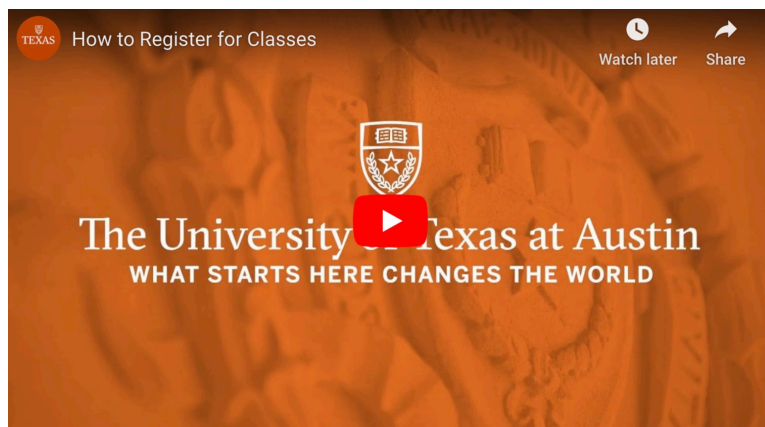 TEXAS
How to Register for Classes
Watch later
Share
The University of Texas at Austin
WHAT STARTS HERE CHANGES THE WORLD